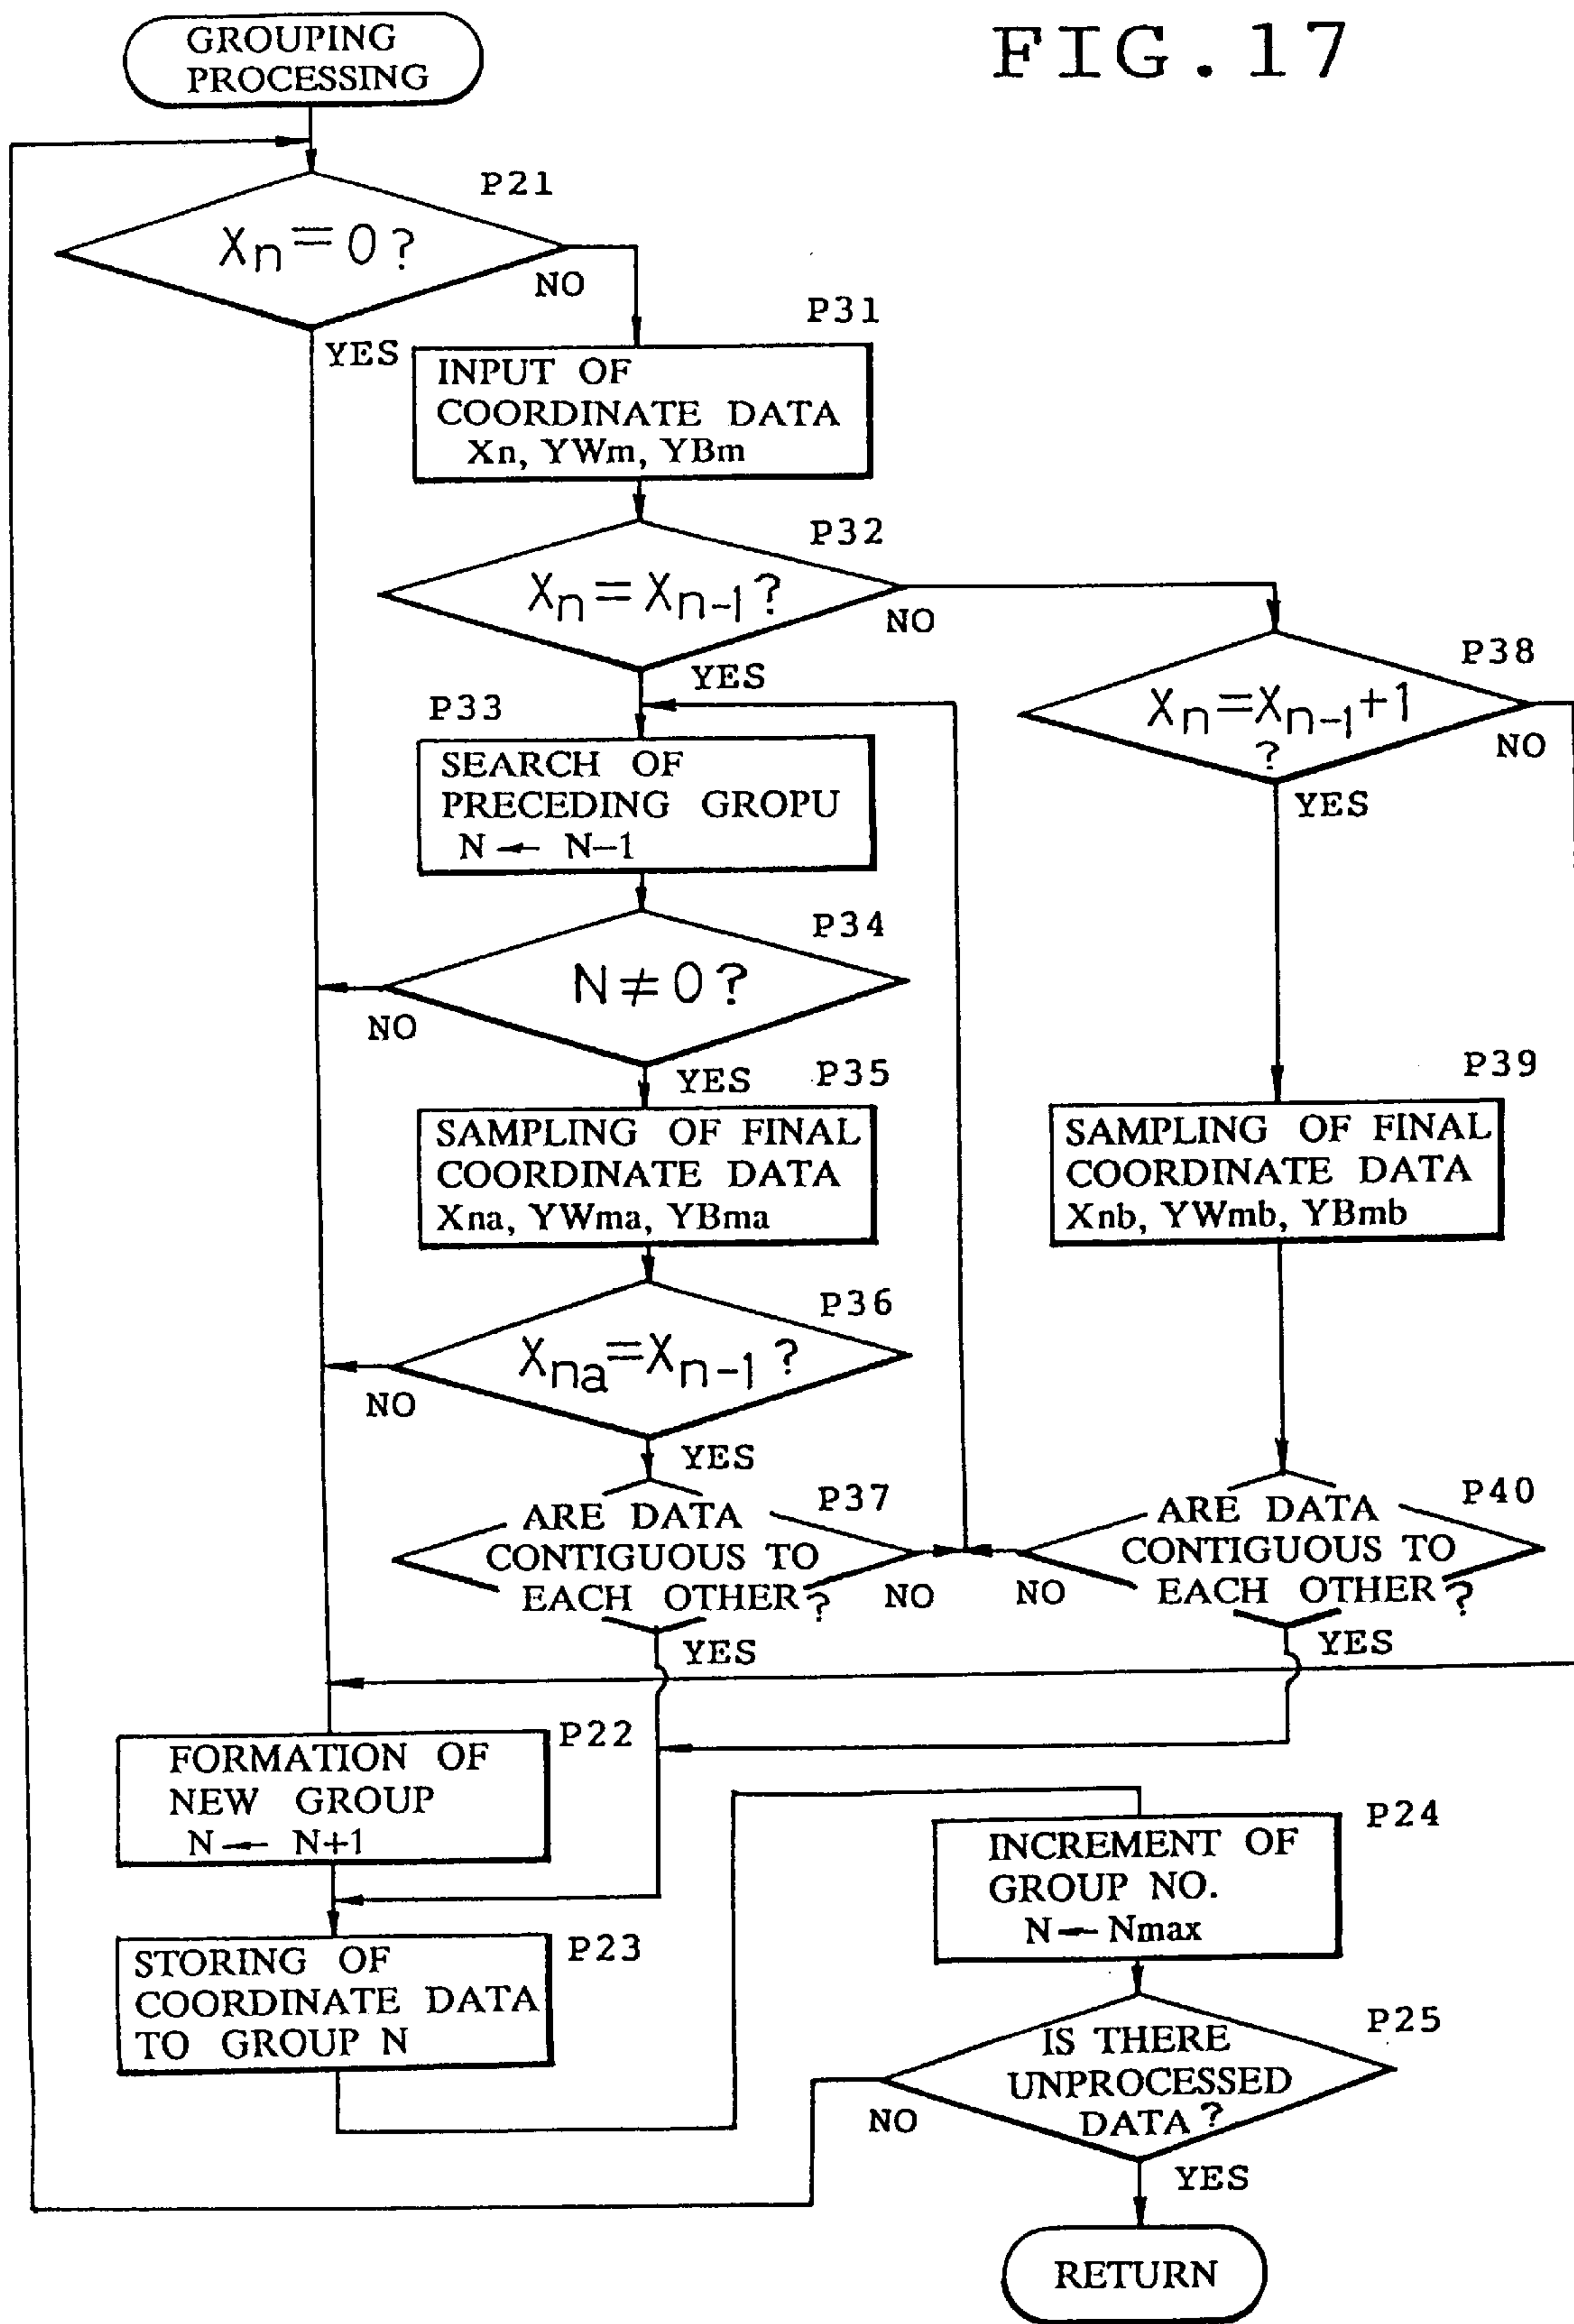 FIG.17
GROUPING
PROCESSING
P21
Xn=0?
NO
YES
P31
INPUT OF
COORDINATE DATA
Xn, YWm, YBm
P32
Xn=Xn-1?
NO
YES
P38
Xn=Xn-1+1
?
NO
YES
P33
SEARCH OF
PRECEDING GROPU
N ← N-1
P34
N≠0?
NO
YES
P35
SAMPLING OF FINAL
COORDINATE DATA
Xna, YWma, YBma
P39
SAMPLING OF FINAL
COORDINATE DATA
Xnb, YWmb, YBmb
P36
Xna=Xn-1?
NO
YES
P37
ARE DATA
CONTIGUOUS TO
EACH OTHER?
NO
YES
P40
ARE DATA
CONTIGUOUS TO
EACH OTHER?
NO
YES
P22
FORMATION OF
NEW GROUP
N ← N+1
P23
STORING OF
COORDINATE DATA
TO GROUP N
P24
INCREMENT OF
GROUP NO.
N ← Nmax
P25
IS THERE
UNPROCESSED
DATA?
NO
YES
RETURN